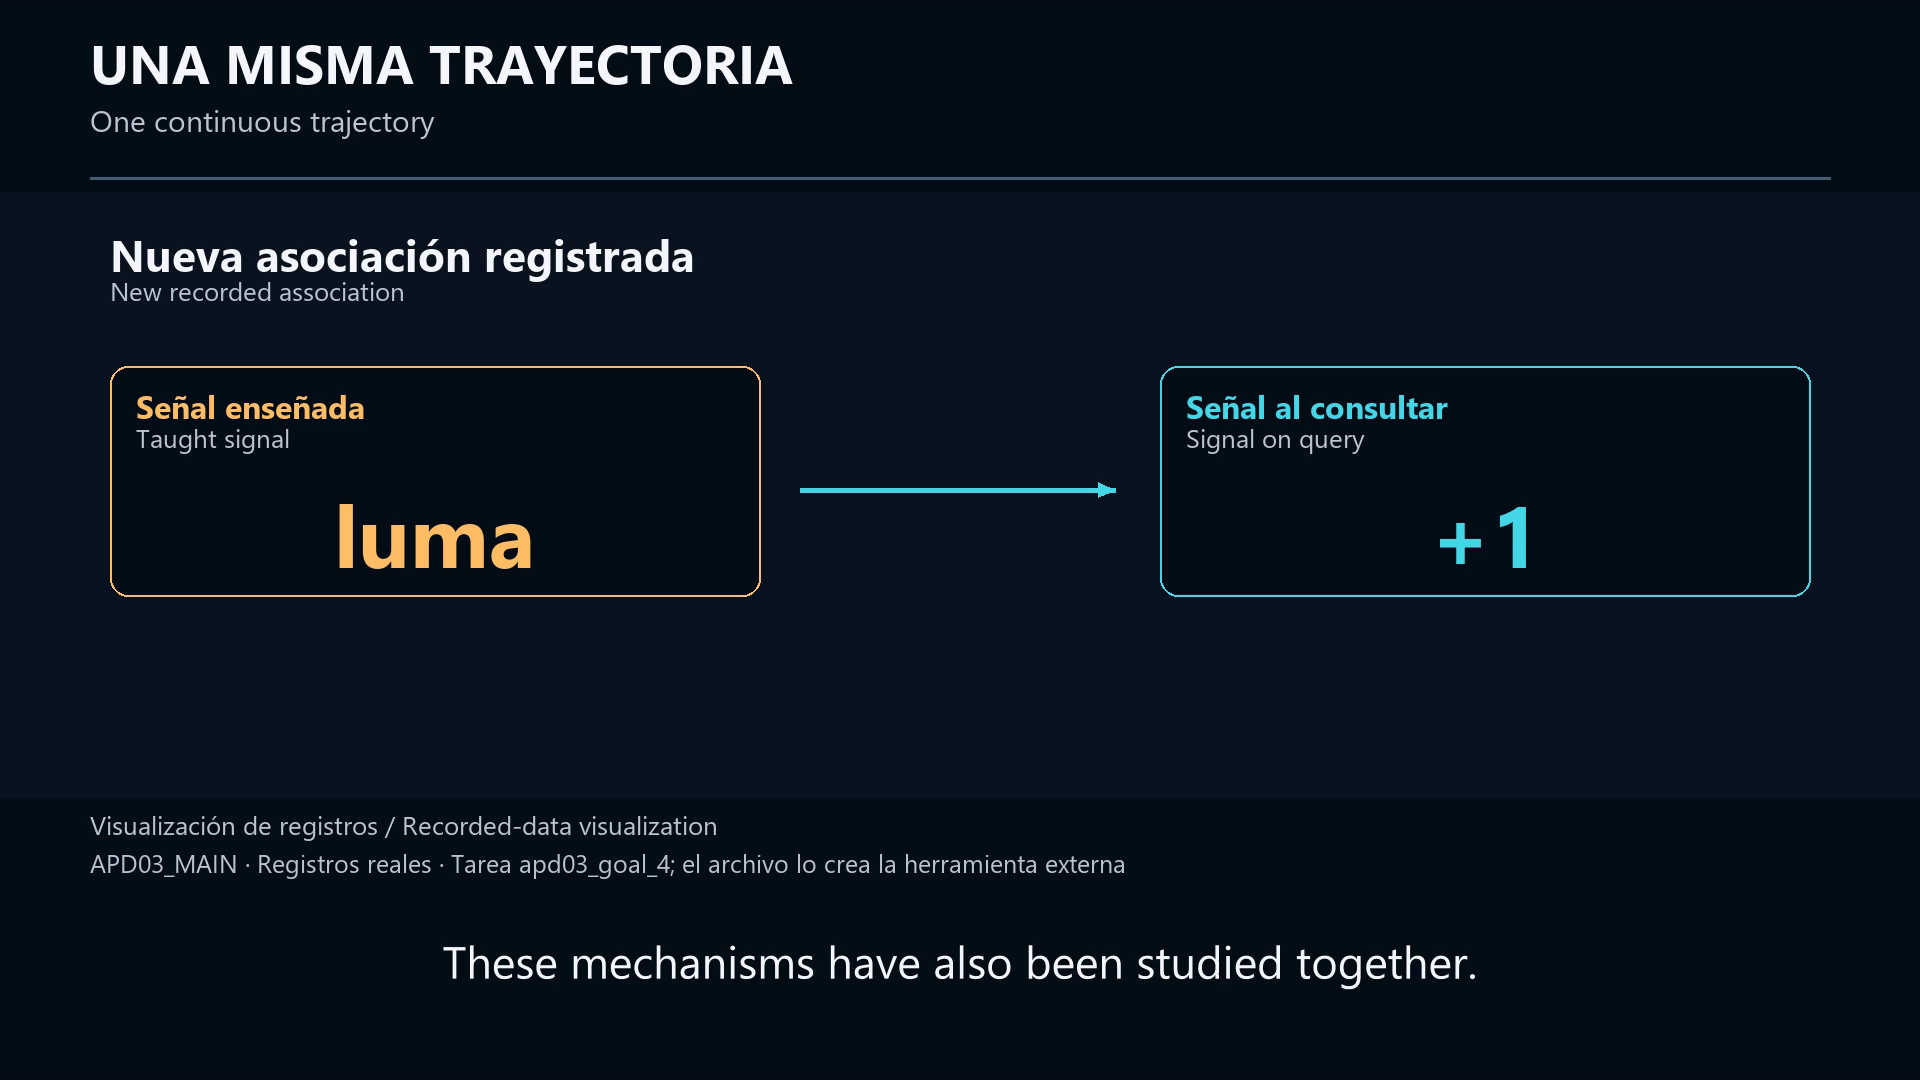 UNA MISMA TRAYECTORIA
One continuous trajectory
Nueva asociación registrada
New recorded association
Señal enseñada
Taught signal
luma
Señal al consultar
Signal on query
+1
Visualización de registros / Recorded-data visualization
APD03_MAIN · Registros reales · Tarea apd03_goal_4; el archivo lo crea la herramienta externa
These mechanisms have also been studied together.